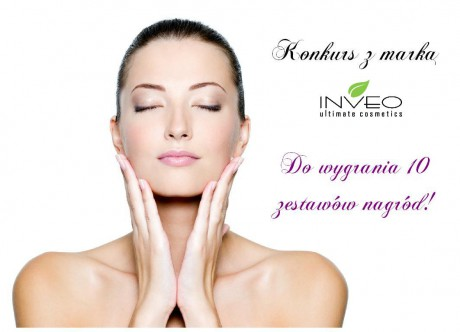 Konkurs z marką
INVEO
ultimate cosmetics
Do wygrania 10
zestawów nagród!